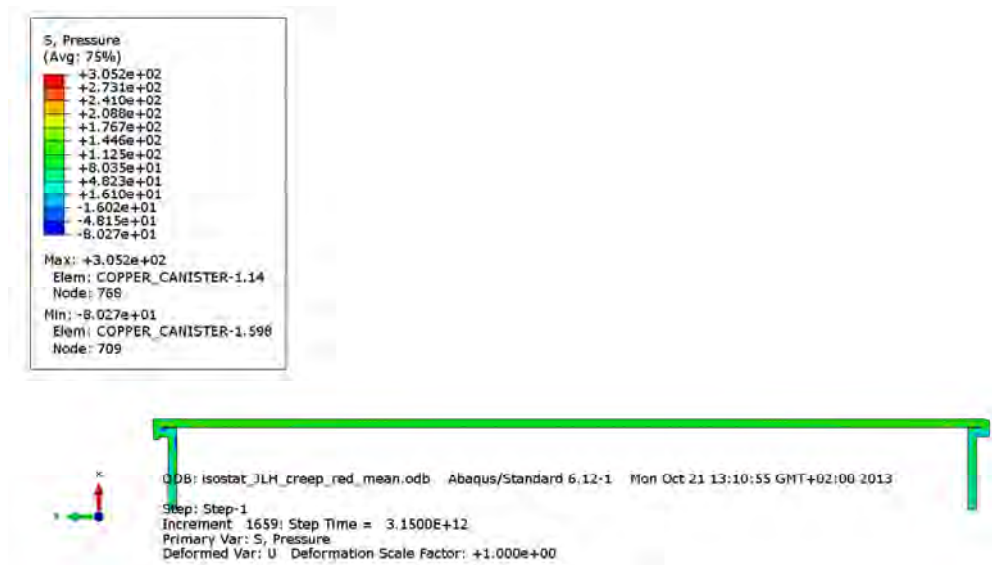 S, Pressure
(Avg: 75%)
+3.052e+02
+2.731e+02
+2.410e+02
+2.088e+02
+1.767e+02
+1.446e+02
+1.125e+02
+8.035e+01
+4.823e+01
+1.610e+01
-1.602e+01
-4.815e+01
-8.027e+01
Max: +3.052e+02
Elem: COPPER_CANISTER-1.14
Node: 768
Min: -8.027e+01
Elem: COPPER_CANISTER-1.598
Node: 709
ODB: isostat_JLH_creep_red_mean.odb Abaqus/Standard 6.12-1 Mon Oct 21 13:10:55 GMT+02:00 2013
Step: Step-1
Increment 1659: Step Time = 3.1500E+12
Primary Var: S, Pressure
Deformed Var: U Deformation Scale Factor: +1.000e+00